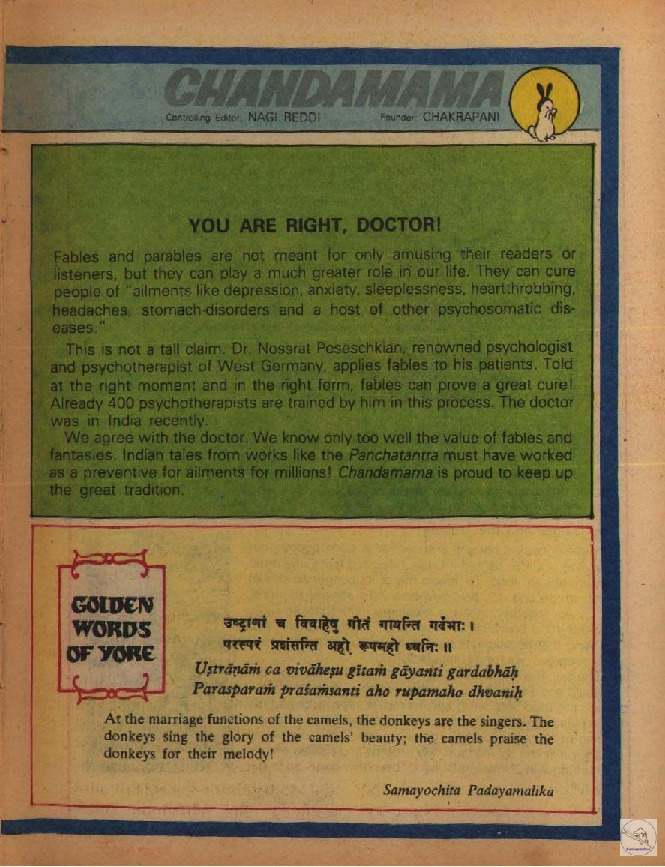 CHANDAMAMA
Controlling Editor: NAGI REDDI Founder: CHAKRAPANI
YOU ARE RIGHT, DOCTOR!
Fables and parables are not meant for only amusing their readers or
listeners, but they can play a much greater role in our life. They can cure
people of "ailments like depression, anxiety, sleeplessness, heartthrobbing,
headaches, stomach-disorders and a host of other psychosomatic dis-
eases."
This is not a tall claim. Dr. Nossrat Peseschkian, renowned psychologist
and psychotherapist of West Germany, applies fables to his patients. Told
at the right moment and in the right form, fables can prove a great cure!
Already 400 psychotherapists are trained by him in this process. The doctor
was in India recently.
We agree with the doctor. We know only too well the value of fables and
fantasies. Indian tales from works like the Panchatantra must have worked
as a preventive for ailments for millions! Chandamama is proud to keep up
the great tradition.
GOLDEN
WORDS
OF YORE
उष्ट्राणां च विवाहेषु गीतं गायन्ति गर्दभाः।
परस्परं प्रशंसन्ति अहो रूपमहो ध्वनिः॥
Uṣṭrāṇāṁ ca vivāheṣu gītaṁ gāyanti gardabhāḥ
Parasparaṁ praśaṁsanti aho rupamaho dhvaniḥ
At the marriage functions of the camels, the donkeys are the singers. The
donkeys sing the glory of the camels' beauty; the camels praise the
donkeys for their melody!
Samayochita Padayamalika